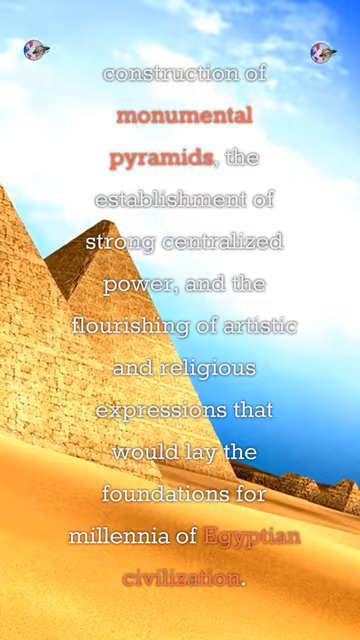 construction of
monumental
pyramids, the
establishment of
strong centralized
power, and the
flourishing of artistic
and religious
expressions that
would lay the
foundations for
millennia of Egyptian
civilization.